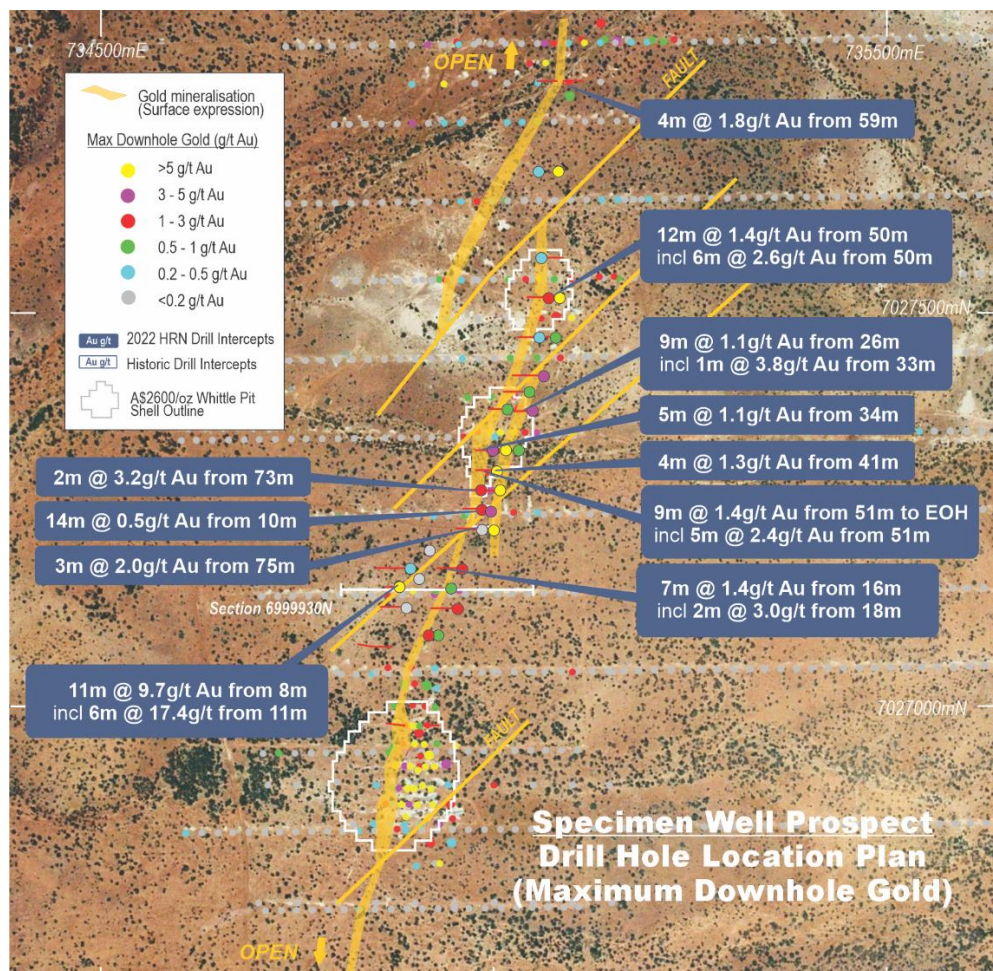 734500mE
735500mE
OPEN
FAULT
Gold mineralisation
(Surface expression)
Max Downhole Gold (g/t Au)
>5 g/t Au
3 - 5 g/t Au
1 - 3 g/t Au
0.5 - 1 g/t Au
0.2 - 0.5 g/t Au
<0.2 g/t Au
Au g/t 2022 HRN Drill Intercepts
Au g/t Historic Drill Intercepts
A$2600/oz Whittle Pit
Shell Outline
4m @ 1.8g/t Au from 59m
12m @ 1.4g/t Au from 50m
incl 6m @ 2.6g/t Au from 50m
7027500mN
9m @ 1.1g/t Au from 26m
incl 1m @ 3.8g/t Au from 33m
5m @ 1.1g/t Au from 34m
4m @ 1.3g/t Au from 41m
2m @ 3.2g/t Au from 73m
14m @ 0.5g/t Au from 10m
3m @ 2.0g/t Au from 75m
9m @ 1.4g/t Au from 51m to EOH
incl 5m @ 2.4g/t Au from 51m
7m @ 1.4g/t Au from 16m
incl 2m @ 3.0g/t Au from 18m
Section 6999930N
11m @ 9.7g/t Au from 8m
incl 6m @ 17.4g/t from 11m
7027000mN
FAULT
Specimen Well Prospect
Drill Hole Location Plan
(Maximum Downhole Gold)
OPEN